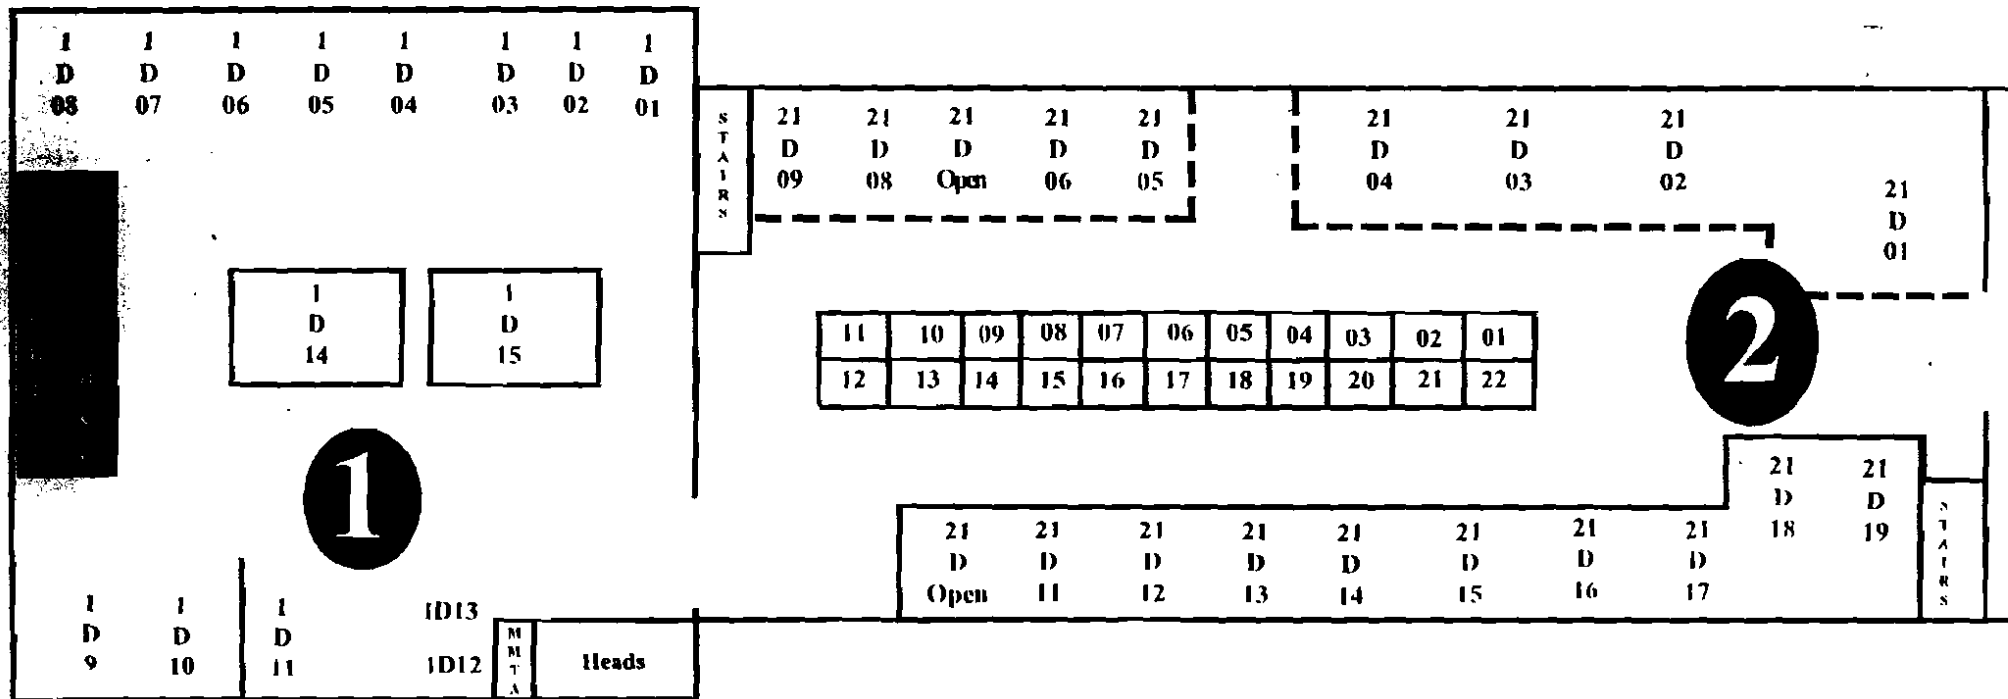 1 1 1 1 1 1 1 1
D D D D D D D D
08 07 06 05 04 03 02 01
STAIRS
21 21 21 21 21
D D D D D
09 08 Open 06 05
21 21 21
D D D
04 03 02
21
D
01
1 1
D D
14 15
11 10 09 08 07 06 05 04 03 02 01
12 13 14 15 16 17 18 19 20 21 22
2
1
21 21
D D
18 19
STAIRS
21 21 21 21 21 21 21 21
D D D D D D D D
Open 11 12 13 14 15 16 17
1 1 1
D D D
9 10 11
1D13
1D12
MMTA
Heads